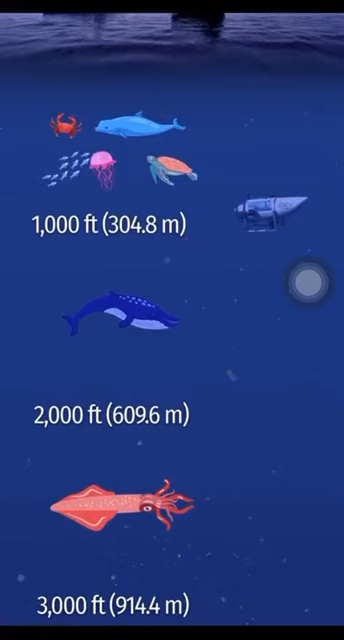 1,000 ft (304.8 m)
2,000 ft (609.6 m)
3,000 ft (914.4 m)